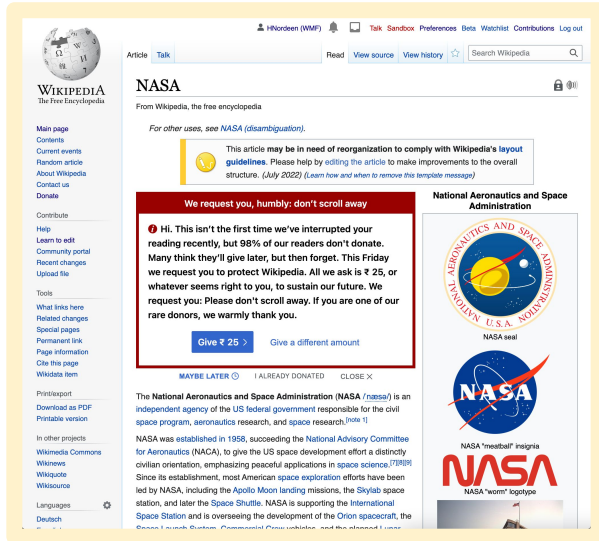 HNordeen (WMF) Talk Sandbox Preferences Beta Watchlist Contributions Log out
WIKIPEDIA
The Free Encyclopedia
Main page
Contents
Current events
Random article
About Wikipedia
Contact us
Donate
Contribute
Help
Learn to edit
Community portal
Recent changes
Upload file
Tools
What links here
Related changes
Special pages
Permanent link
Page information
Cite this page
Wikidata item
Print/export
Download as PDF
Printable version
In other projects
Wikimedia Commons
Wikinews
Wikiquote
Wikisource
Languages
Deutsch
Article Talk Read View source View history Search Wikipedia
NASA
From Wikipedia, the free encyclopedia
For other uses, see NASA (disambiguation).
This article may be in need of reorganization to comply with Wikipedia's layout
guidelines. Please help by editing the article to make improvements to the overall
structure. (July 2022) (Learn how and when to remove this template message)
We request you, humbly: don't scroll away
Hi. This isn't the first time we've interrupted your
reading recently, but 98% of our readers don't donate.
Many think they'll give later, but then forget. This Friday
we request you to protect Wikipedia. All we ask is ₹ 25, or
whatever seems right to you, to sustain our future. We
request you: Please don't scroll away. If you are one of our
rare donors, we warmly thank you.
Give ₹ 25 > Give a different amount
MAYBE LATER I ALREADY DONATED CLOSE X
The National Aeronautics and Space Administration (NASA /ˈnæsə/) is an
independent agency of the US federal government responsible for the civil
space program, aeronautics research, and space research.[note 1]
NASA was established in 1958, succeeding the National Advisory Committee
for Aeronautics (NACA), to give the US space development effort a distinctly
civilian orientation, emphasizing peaceful applications in space science.[7][8][9]
Since its establishment, most American space exploration efforts have been
led by NASA, including the Apollo Moon landing missions, the Skylab space
station, and later the Space Shuttle. NASA is supporting the International
Space Station and is overseeing the development of the Orion spacecraft, the
Space Launch System, Commercial Crew vehicles, and the planned Lunar
National Aeronautics and Space
Administration
NATIONAL AERONAUTICS AND SPACE ADMINISTRATION
U.S.A.
NASA seal
NASA
NASA "meatball" insignia
NASA
NASA "worm" logotype